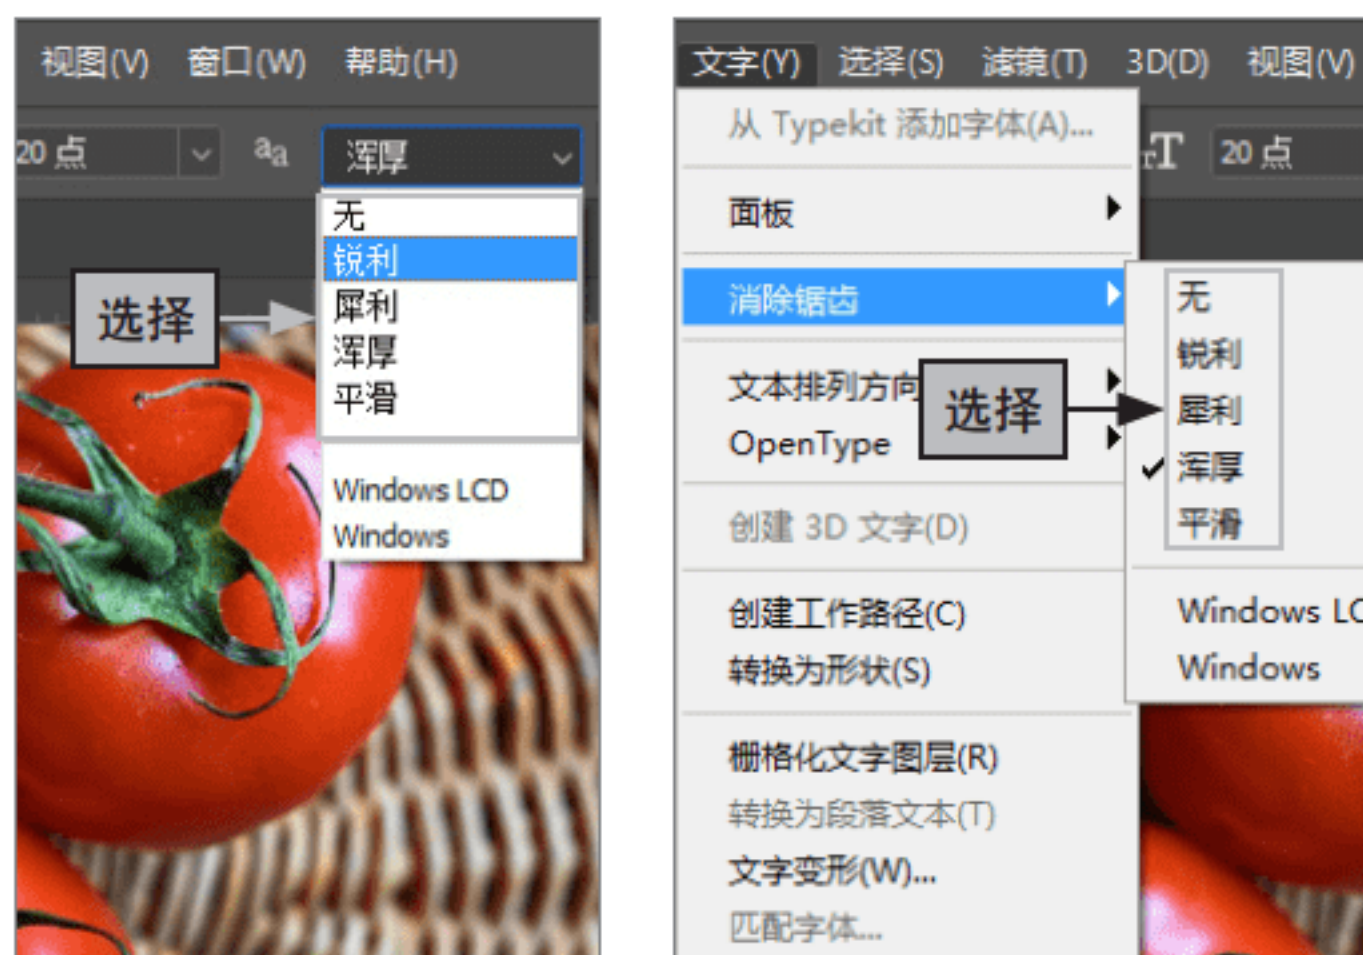 视图(V) 窗口(W) 帮助(H)
20 点 aa 浑厚
无
锐利
犀利
浑厚
平滑
Windows LCD
Windows
选择
文字(Y) 选择(S) 滤镜(T) 3D(D) 视图(V)
从 Typekit 添加字体(A)...
面板
消除锯齿
文本排列方向
OpenType
创建 3D 文字(D)
创建工作路径(C)
转换为形状(S)
栅格化文字图层(R)
转换为段落文本(T)
文字变形(W)...
匹配字体...
TT 20 点
选择
无
锐利
犀利
浑厚
平滑
Windows LC
Windows